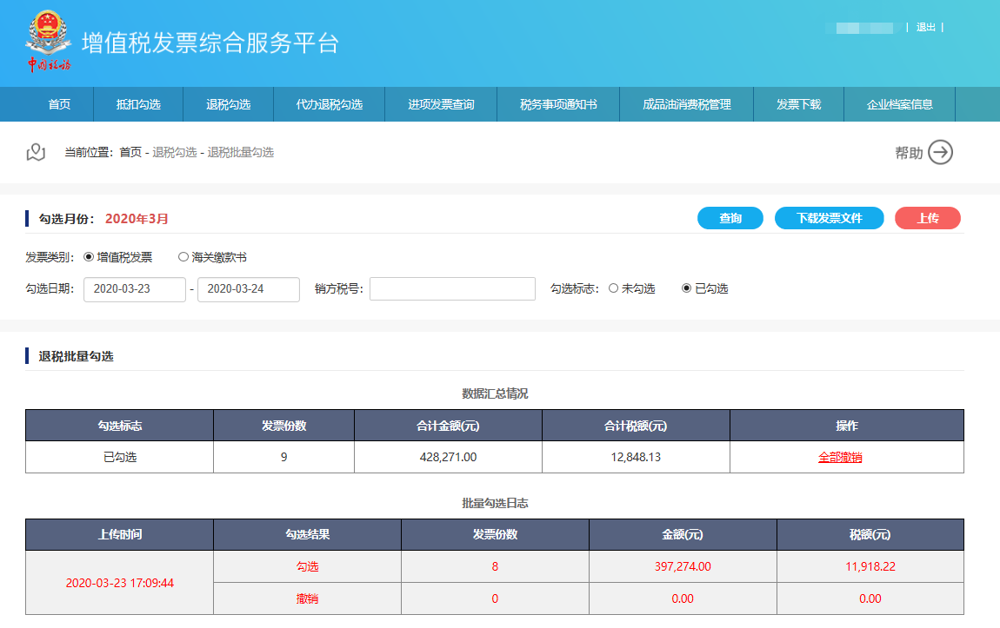 增值税发票综合服务平台
中国税务
| 退出 |
首页 抵扣勾选 退税勾选 代办退税勾选 进项发票查询 税务事项通知书 成品油消费税管理 发票下载 企业档案信息
当前位置：首页 - 退税勾选 - 退税批量勾选 帮助
勾选月份： 2020年3月 查询 下载发票文件 上传
发票类别： 增值税发票 海关缴款书
勾选日期： 2020-03-23 - 2020-03-24 销方税号： 勾选标志： 未勾选 已勾选
退税批量勾选
数据汇总情况
勾选标志 发票份数 合计金额(元) 合计税额(元) 操作
已勾选 9 428,271.00 12,848.13 全部撤销
批量勾选日志
上传时间 勾选结果 发票份数 金额(元) 税额(元)
2020-03-23 17:09:44 勾选 8 397,274.00 11,918.22
撤销 0 0.00 0.00